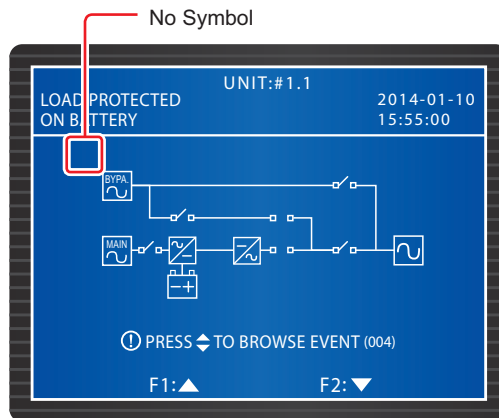 No Symbol
UNIT:#1.1
LOAD PROTECTED
ON BATTERY
2014-01-10
15:55:00
BYPA.
MAIN
PRESS TO BROWSE EVENT (004)
F1: F2: